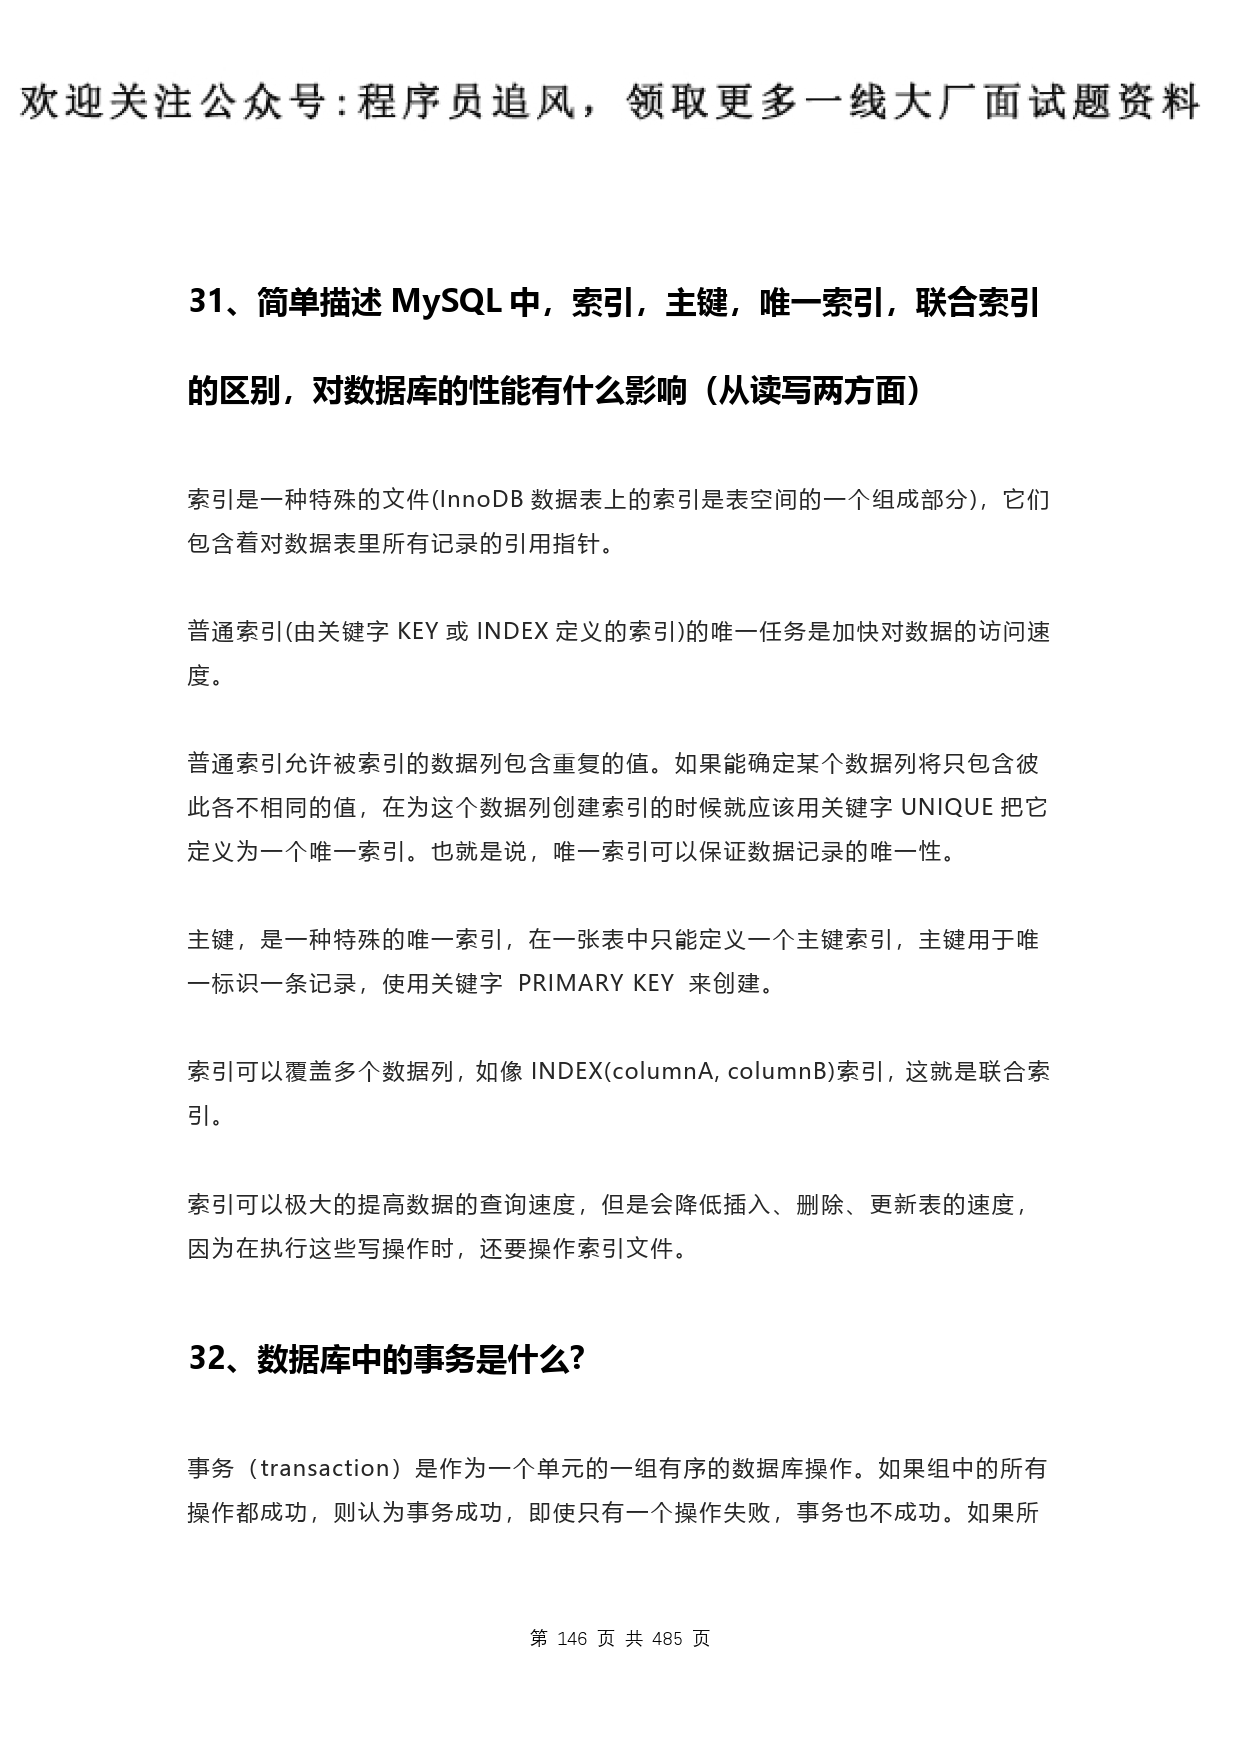 欢迎关注公众号:程序员追风，领取更多一线大厂面试题资料
31、简单描述 MySQL 中，索引，主键，唯一索引，联合索引
的区别，对数据库的性能有什么影响（从读写两方面）
索引是一种特殊的文件(InnoDB 数据表上的索引是表空间的一个组成部分)，它们
包含着对数据表里所有记录的引用指针。
普通索引(由关键字 KEY 或 INDEX 定义的索引)的唯一任务是加快对数据的访问速
度。
普通索引允许被索引的数据列包含重复的值。如果能确定某个数据列将只包含彼
此各不相同的值，在为这个数据列创建索引的时候就应该用关键字 UNIQUE 把它
定义为一个唯一索引。也就是说，唯一索引可以保证数据记录的唯一性。
主键，是一种特殊的唯一索引，在一张表中只能定义一个主键索引，主键用于唯
一标识一条记录，使用关键字 PRIMARY KEY 来创建。
索引可以覆盖多个数据列，如像 INDEX(columnA, columnB)索引，这就是联合索
引。
索引可以极大的提高数据的查询速度，但是会降低插入、删除、更新表的速度，
因为在执行这些写操作时，还要操作索引文件。
32、数据库中的事务是什么?
事务（transaction）是作为一个单元的一组有序的数据库操作。如果组中的所有
操作都成功，则认为事务成功，即使只有一个操作失败，事务也不成功。如果所
第 146 页 共 485 页